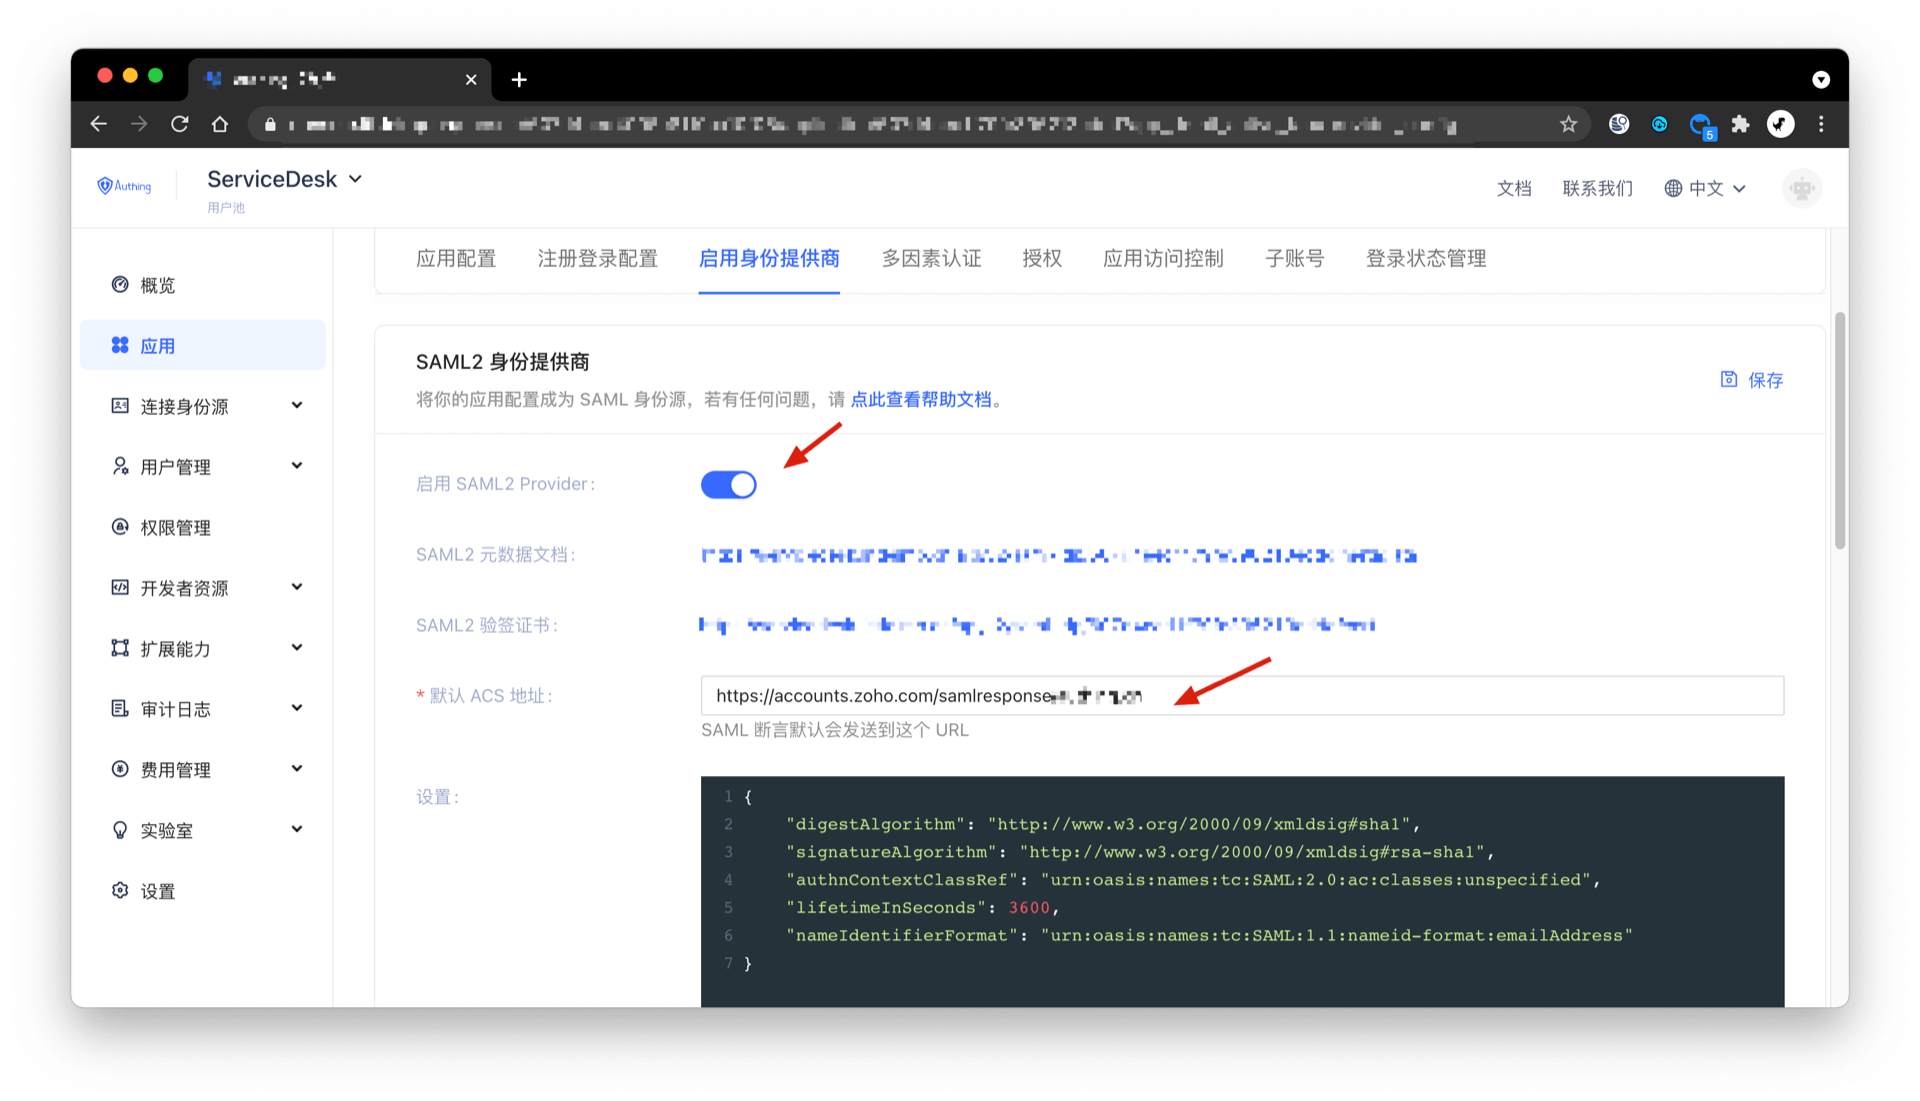 5
Authing
ServiceDesk
用户池
文档 联系我们 中文
概览
应用
连接身份源
用户管理
权限管理
开发者资源
扩展能力
审计日志
费用管理
实验室
设置
应用配置 注册登录配置 启用身份提供商 多因素认证 授权 应用访问控制 子账号 登录状态管理
SAML2 身份提供商
将你的应用配置成为 SAML 身份源，若有任何问题，请 点此查看帮助文档。
保存
启用 SAML2 Provider :
SAML2 元数据文档 :
SAML2 验签证书 :
* 默认 ACS 地址 :
https://accounts.zoho.com/samlresponse
SAML 断言默认会发送到这个 URL
设置 :
1 {
2 "digestAlgorithm": "http://www.w3.org/2000/09/xmldsig#sha1",
3 "signatureAlgorithm": "http://www.w3.org/2000/09/xmldsig#rsa-sha1",
4 "authnContextClassRef": "urn:oasis:names:tc:SAML:2.0:ac:classes:unspecified",
5 "lifetimeInSeconds": 3600,
6 "nameIdentifierFormat": "urn:oasis:names:tc:SAML:1.1:nameid-format:emailAddress"
7 }